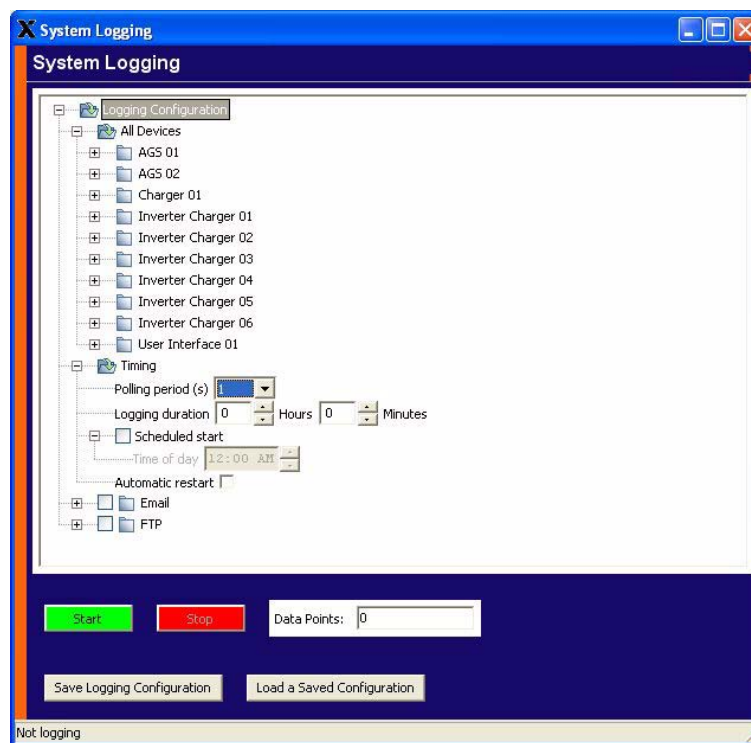 System Logging
System Logging
Logging Configuration
All Devices
AGS 01
AGS 02
Charger 01
Inverter Charger 01
Inverter Charger 02
Inverter Charger 03
Inverter Charger 04
Inverter Charger 05
Inverter Charger 06
User Interface 01
Timing
Polling period (s) 1
Logging duration 0 Hours 0 Minutes
Scheduled start
Time of day 12:00 AM
Automatic restart
Email
FTP
Start Stop Data Points: 0
Save Logging Configuration Load a Saved Configuration
Not logging